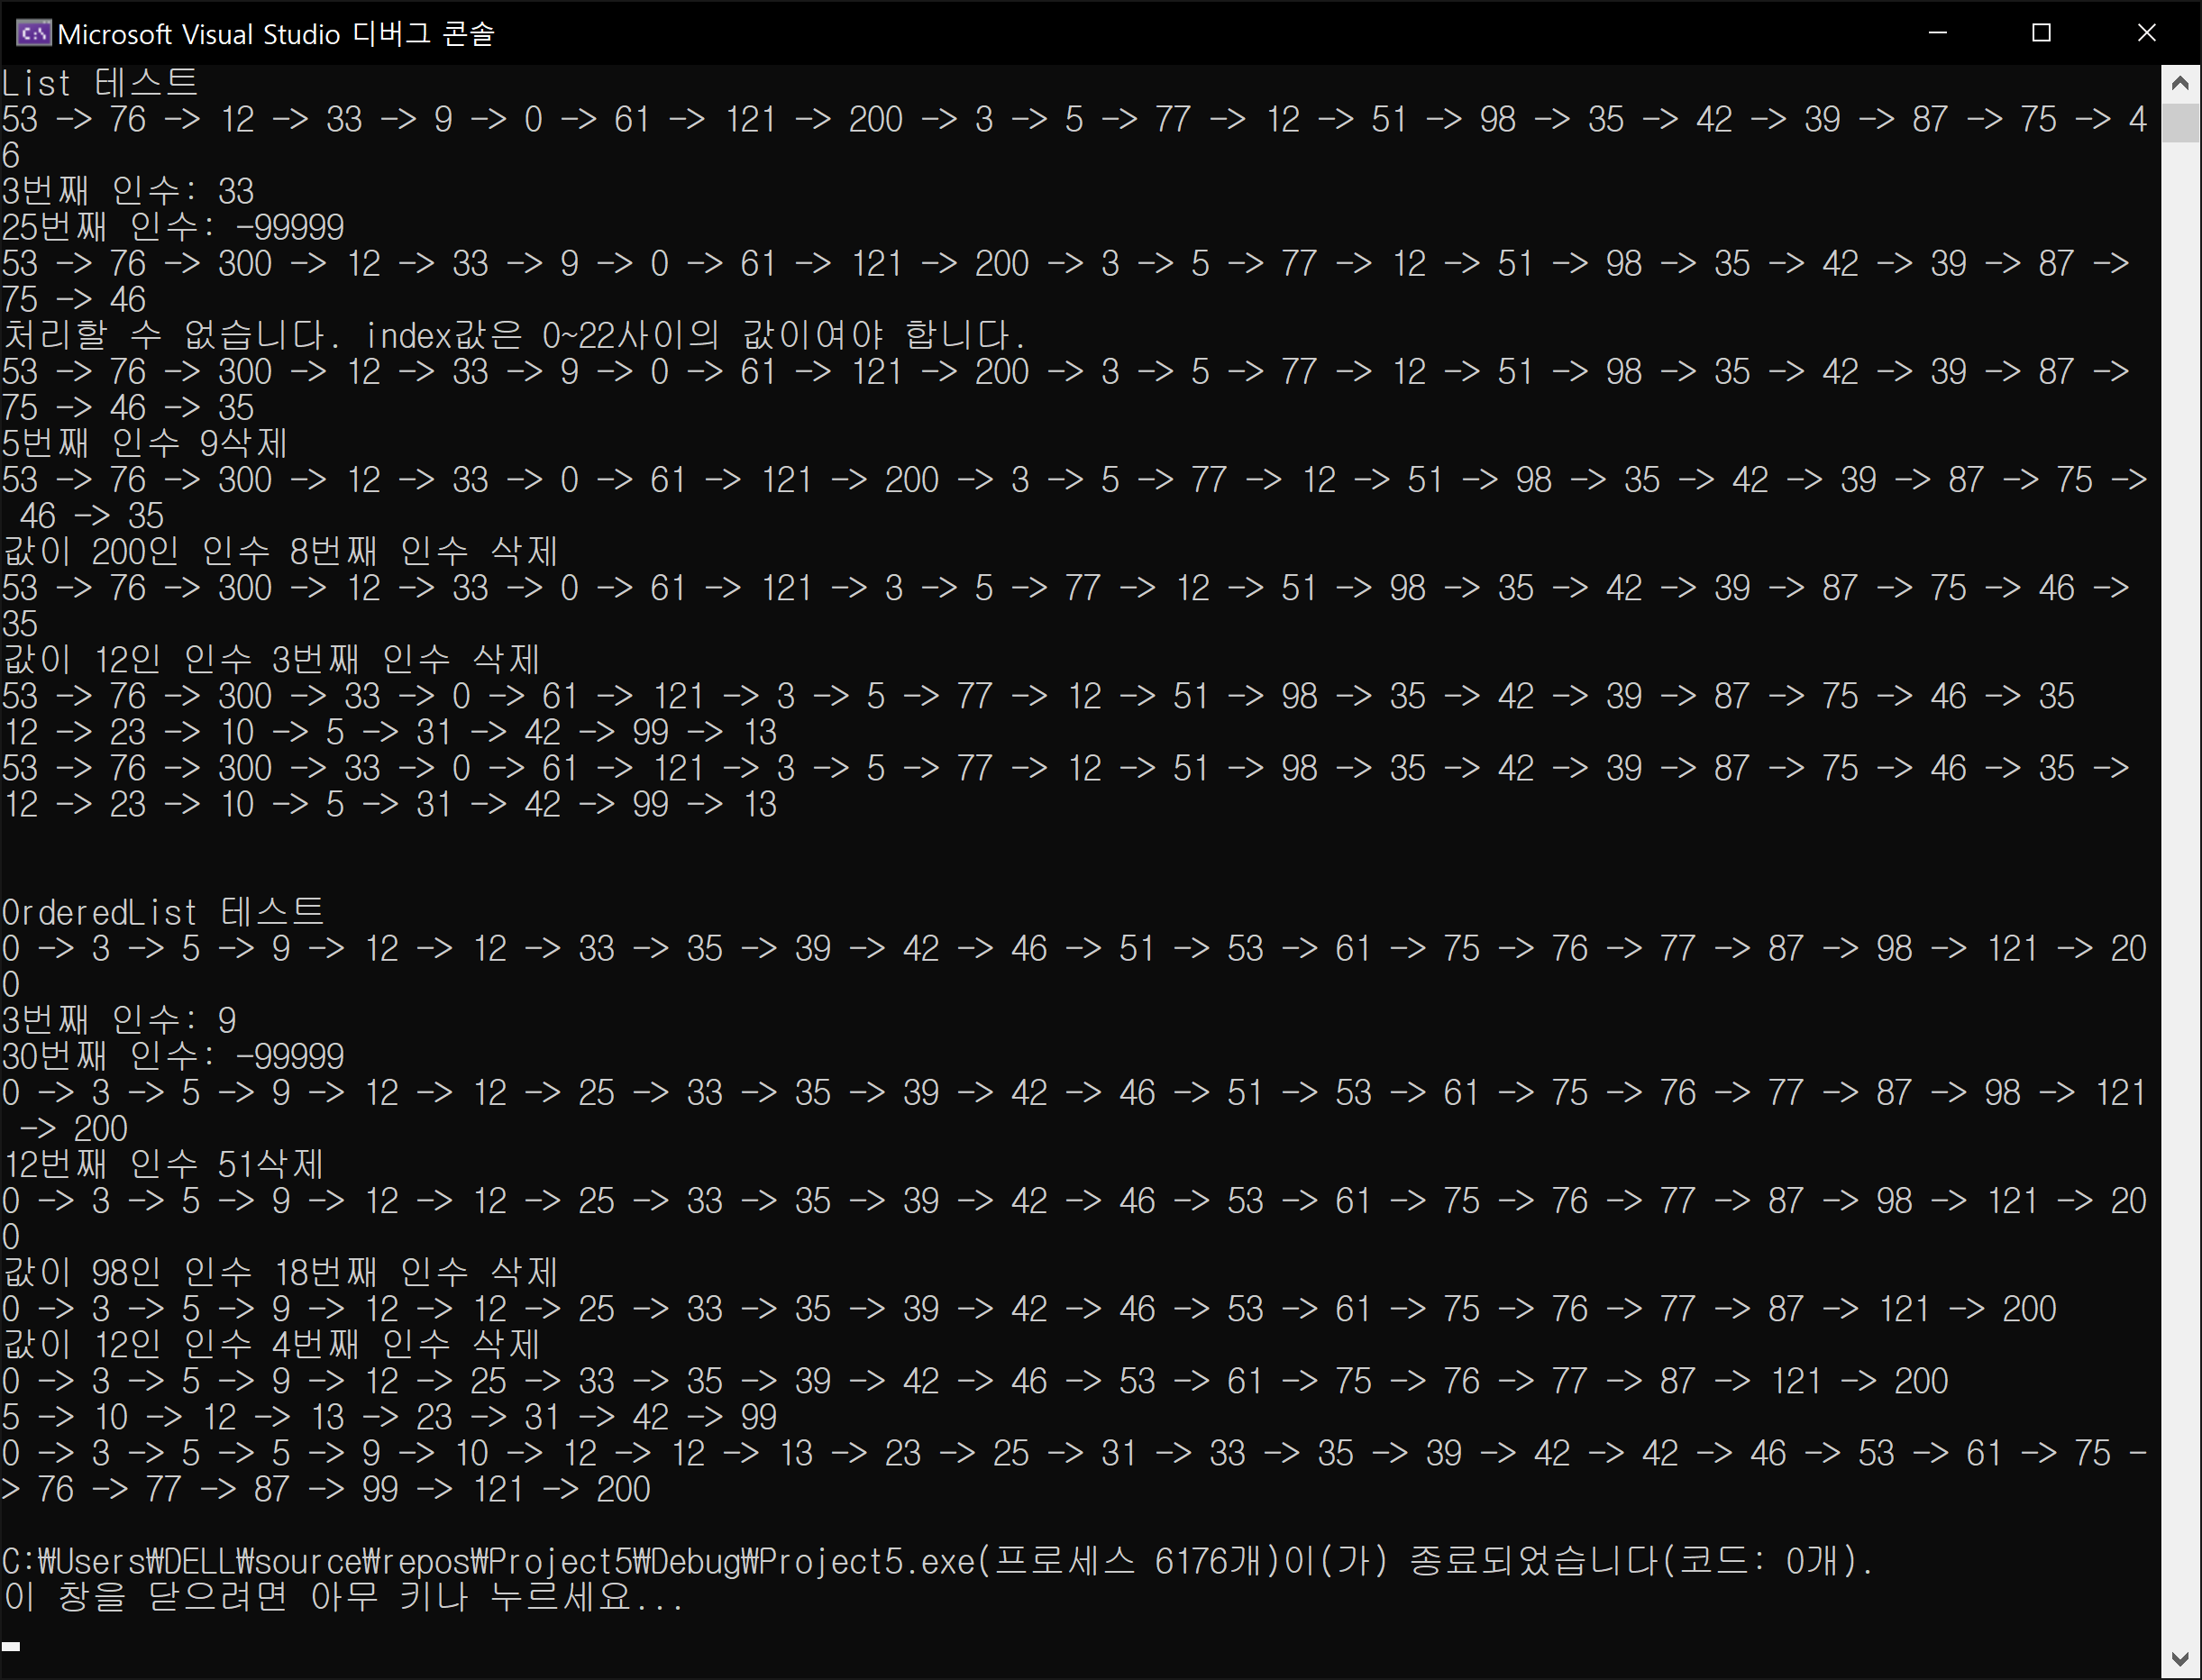 Microsoft Visual Studio 디버그 콘솔
List 테스트
53 -> 76 -> 12 -> 33 -> 9 -> 0 -> 61 -> 121 -> 200 -> 3 -> 5 -> 77 -> 12 -> 51 -> 98 -> 35 -> 42 -> 39 -> 87 -> 75 -> 4
6
3번째 인수: 33
25번째 인수: -99999
53 -> 76 -> 300 -> 12 -> 33 -> 9 -> 0 -> 61 -> 121 -> 200 -> 3 -> 5 -> 77 -> 12 -> 51 -> 98 -> 35 -> 42 -> 39 -> 87 ->
75 -> 46
처리할 수 없습니다. index값은 0~22사이의 값이여야 합니다.
53 -> 76 -> 300 -> 12 -> 33 -> 9 -> 0 -> 61 -> 121 -> 200 -> 3 -> 5 -> 77 -> 12 -> 51 -> 98 -> 35 -> 42 -> 39 -> 87 ->
75 -> 46 -> 35
5번째 인수 9삭제
53 -> 76 -> 300 -> 12 -> 33 -> 0 -> 61 -> 121 -> 200 -> 3 -> 5 -> 77 -> 12 -> 51 -> 98 -> 35 -> 42 -> 39 -> 87 -> 75 ->
46 -> 35
값이 200인 인수 8번째 인수 삭제
53 -> 76 -> 300 -> 12 -> 33 -> 0 -> 61 -> 121 -> 3 -> 5 -> 77 -> 12 -> 51 -> 98 -> 35 -> 42 -> 39 -> 87 -> 75 -> 46 ->
35
값이 12인 인수 3번째 인수 삭제
53 -> 76 -> 300 -> 33 -> 0 -> 61 -> 121 -> 3 -> 5 -> 77 -> 12 -> 51 -> 98 -> 35 -> 42 -> 39 -> 87 -> 75 -> 46 -> 35
12 -> 23 -> 10 -> 5 -> 31 -> 42 -> 99 -> 13
53 -> 76 -> 300 -> 33 -> 0 -> 61 -> 121 -> 3 -> 5 -> 77 -> 12 -> 51 -> 98 -> 35 -> 42 -> 39 -> 87 -> 75 -> 46 -> 35 ->
12 -> 23 -> 10 -> 5 -> 31 -> 42 -> 99 -> 13
OrderedList 테스트
0 -> 3 -> 5 -> 9 -> 12 -> 12 -> 33 -> 35 -> 39 -> 42 -> 46 -> 51 -> 53 -> 61 -> 75 -> 76 -> 77 -> 87 -> 98 -> 121 -> 20
0
3번째 인수: 9
30번째 인수: -99999
0 -> 3 -> 5 -> 9 -> 12 -> 12 -> 25 -> 33 -> 35 -> 39 -> 42 -> 46 -> 51 -> 53 -> 61 -> 75 -> 76 -> 77 -> 87 -> 98 -> 121
-> 200
12번째 인수 51삭제
0 -> 3 -> 5 -> 9 -> 12 -> 12 -> 25 -> 33 -> 35 -> 39 -> 42 -> 46 -> 53 -> 61 -> 75 -> 76 -> 77 -> 87 -> 98 -> 121 -> 20
0
값이 98인 인수 18번째 인수 삭제
0 -> 3 -> 5 -> 9 -> 12 -> 12 -> 25 -> 33 -> 35 -> 39 -> 42 -> 46 -> 53 -> 61 -> 75 -> 76 -> 77 -> 87 -> 121 -> 200
값이 12인 인수 4번째 인수 삭제
0 -> 3 -> 5 -> 9 -> 12 -> 25 -> 33 -> 35 -> 39 -> 42 -> 46 -> 53 -> 61 -> 75 -> 76 -> 77 -> 87 -> 121 -> 200
5 -> 10 -> 12 -> 13 -> 23 -> 31 -> 42 -> 99
0 -> 3 -> 5 -> 5 -> 9 -> 10 -> 12 -> 12 -> 13 -> 23 -> 25 -> 31 -> 33 -> 35 -> 39 -> 42 -> 42 -> 46 -> 53 -> 61 -> 75 -
> 76 -> 77 -> 87 -> 99 -> 121 -> 200
C:₩Users₩DELL₩source₩repos₩Project5₩Debug₩Project5.exe(프로세스 6176개)이(가) 종료되었습니다(코드: 0개).
이 창을 닫으려면 아무 키나 누르세요...